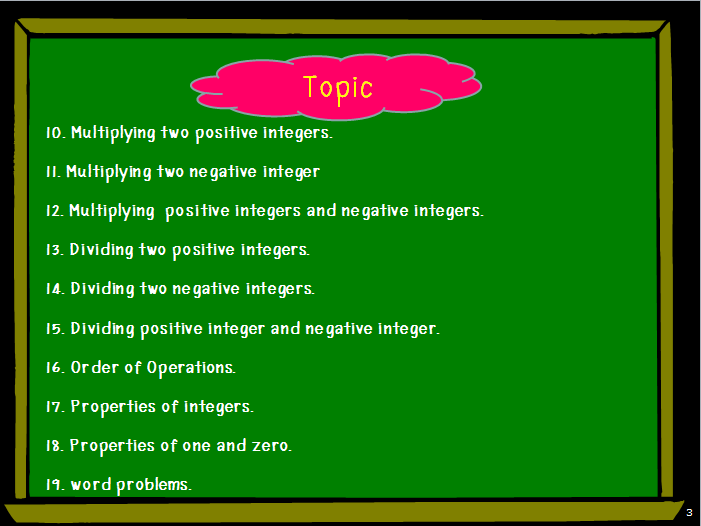 Topic
10. Multiplying two positive integers.
11. Multiplying two negative integer
12. Multiplying  positive integers and negative integers.
13. Dividing two positive integers.
14. Dividing two negative integers.
15. Dividing positive integer and negative integer.
16. Order of Operations.
17. Properties of integers.
18. Properties of one and zero.
19. word problems.
3